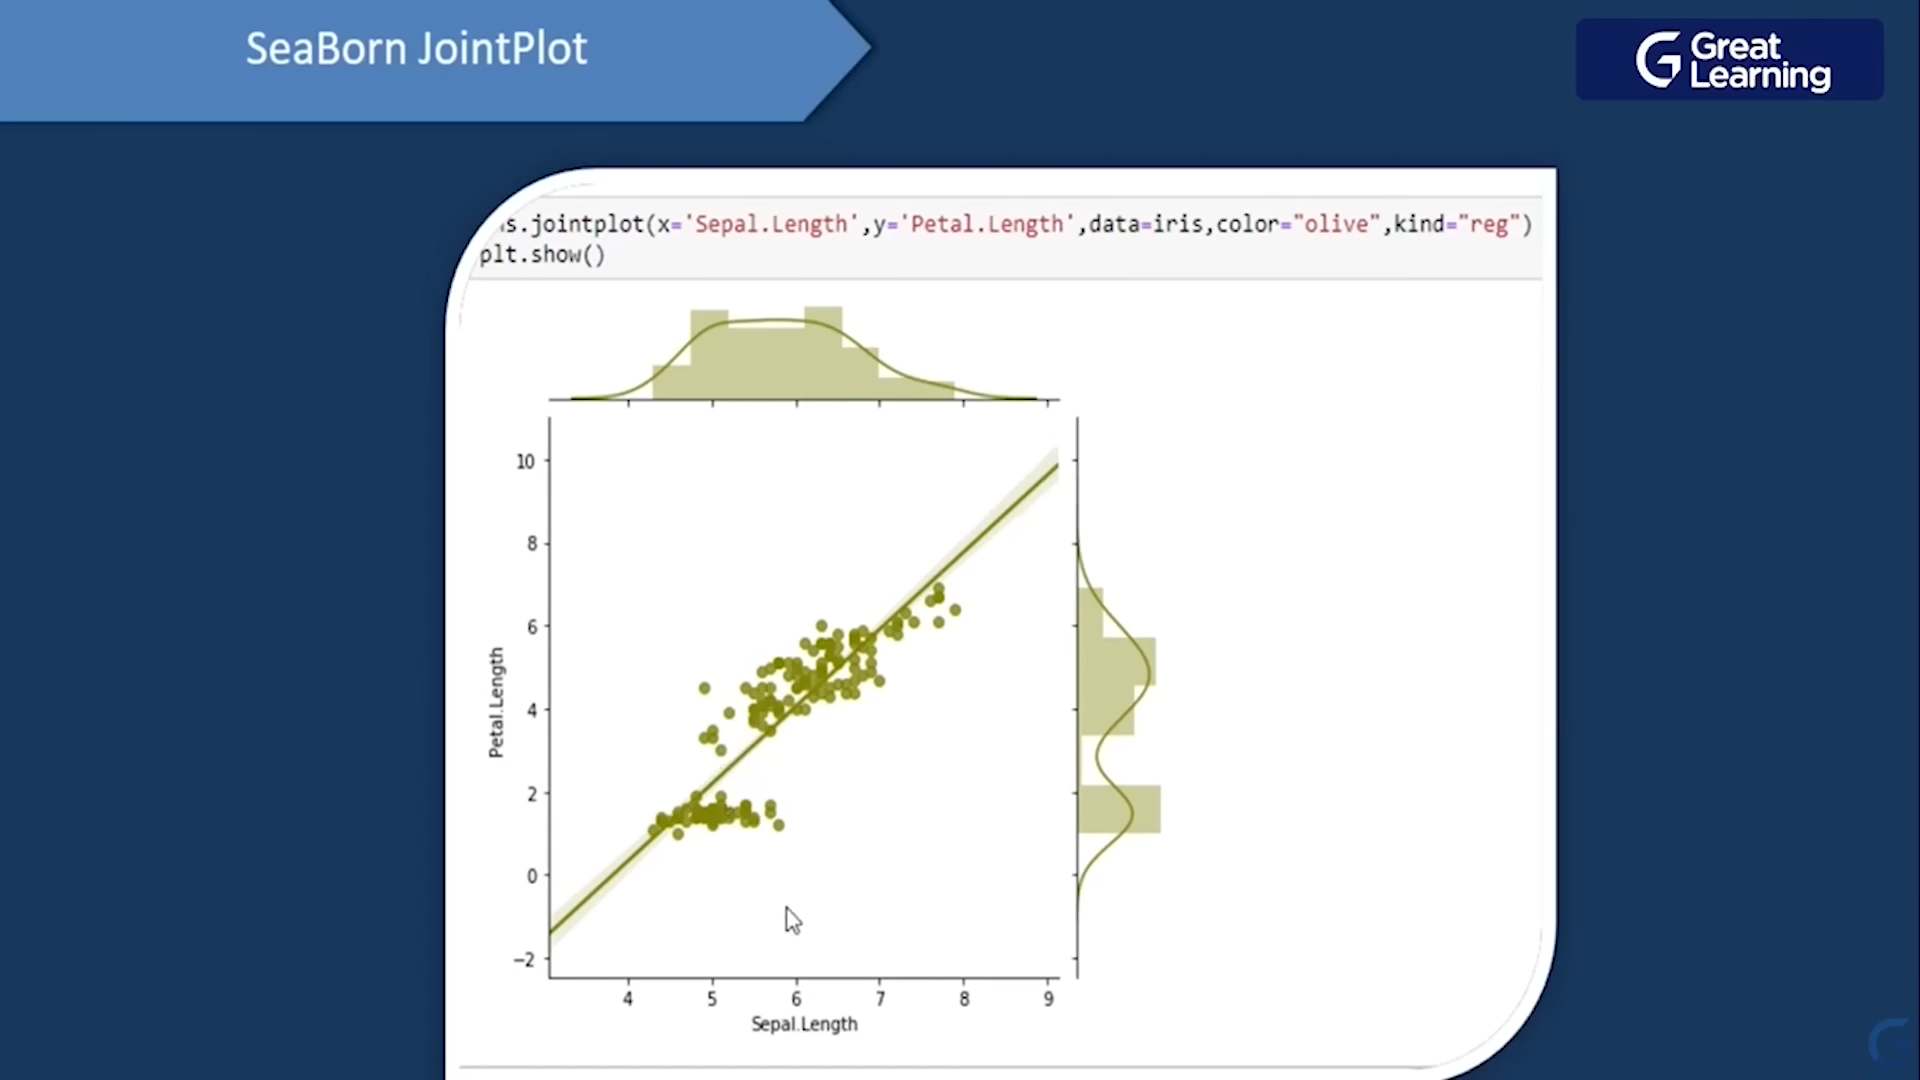 SeaBorn JointPlot
Great
Learning
s.jointplot(x='Sepal.Length',y='Petal.Length',data=iris,color="olive",kind="reg")
plt.show()
10
8
6
4
2
0
−2
Petal.Length
4 5 6 7 8 9
Sepal.Length